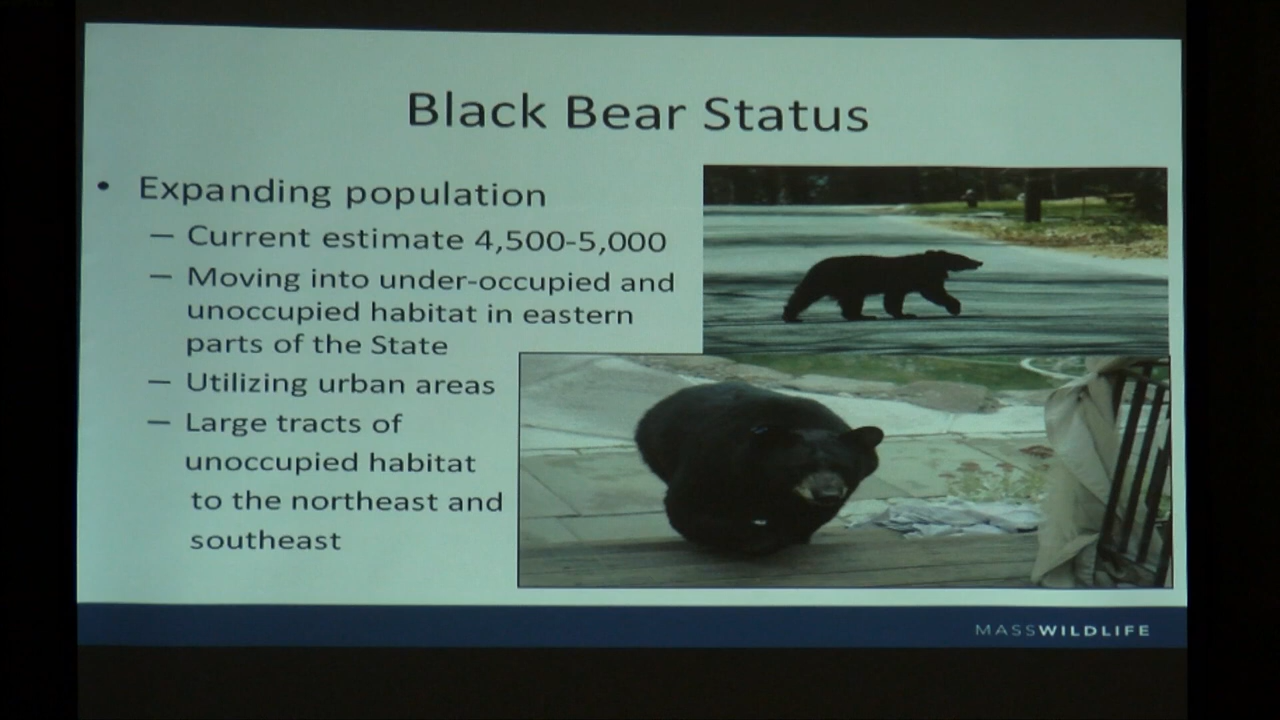 Black Bear Status
• Expanding population
– Current estimate 4,500-5,000
– Moving into under-occupied and
unoccupied habitat in eastern
parts of the State
– Utilizing urban areas
– Large tracts of
unoccupied habitat
to the northeast and
southeast
MASSWILDLIFE